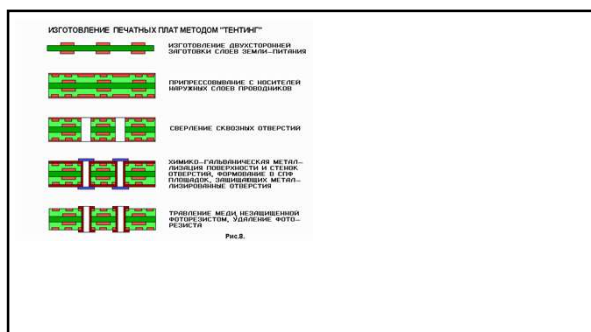 ИЗГОТОВЛЕНИЕ ПЕЧАТНЫХ ПЛАТ МЕТОДОМ "ТЕНТИНГ"
ИЗГОТОВЛЕНИЕ ДВУХСТОРОННЕЙ
ЗАГОТОВКИ СЛОЕВ ЗЕМЛИ-ПИТАНИЯ
ПРИПРЕССОВЫВАНИЕ С НОСИТЕЛЕЙ
НАРУЖНЫХ СЛОЕВ ПРОВОДНИКОВ
СВЕРЛЕНИЕ СКВОЗНЫХ ОТВЕРСТИЙ
ХИМИКО-ГАЛЬВАНИЧЕСКАЯ МЕТАЛ-
ЛИЗАЦИЯ ПОВЕРХНОСТИ И СТЕНОК
ОТВЕРСТИЙ, ФОРМОВАНИЕ В СПФ
ПЛОЩАДОК, ЗАЩИЩАЮЩИХ МЕТАЛ-
ЛИЗИРОВАННЫЕ ОТВЕРСТИЯ
ТРАВЛЕНИЕ МЕДИ, НЕЗАЩИЩЕННОЙ
ФОТОРЕЗИСТОМ, УДАЛЕНИЕ ФОТО-
РЕЗИСТА
Рис.8.